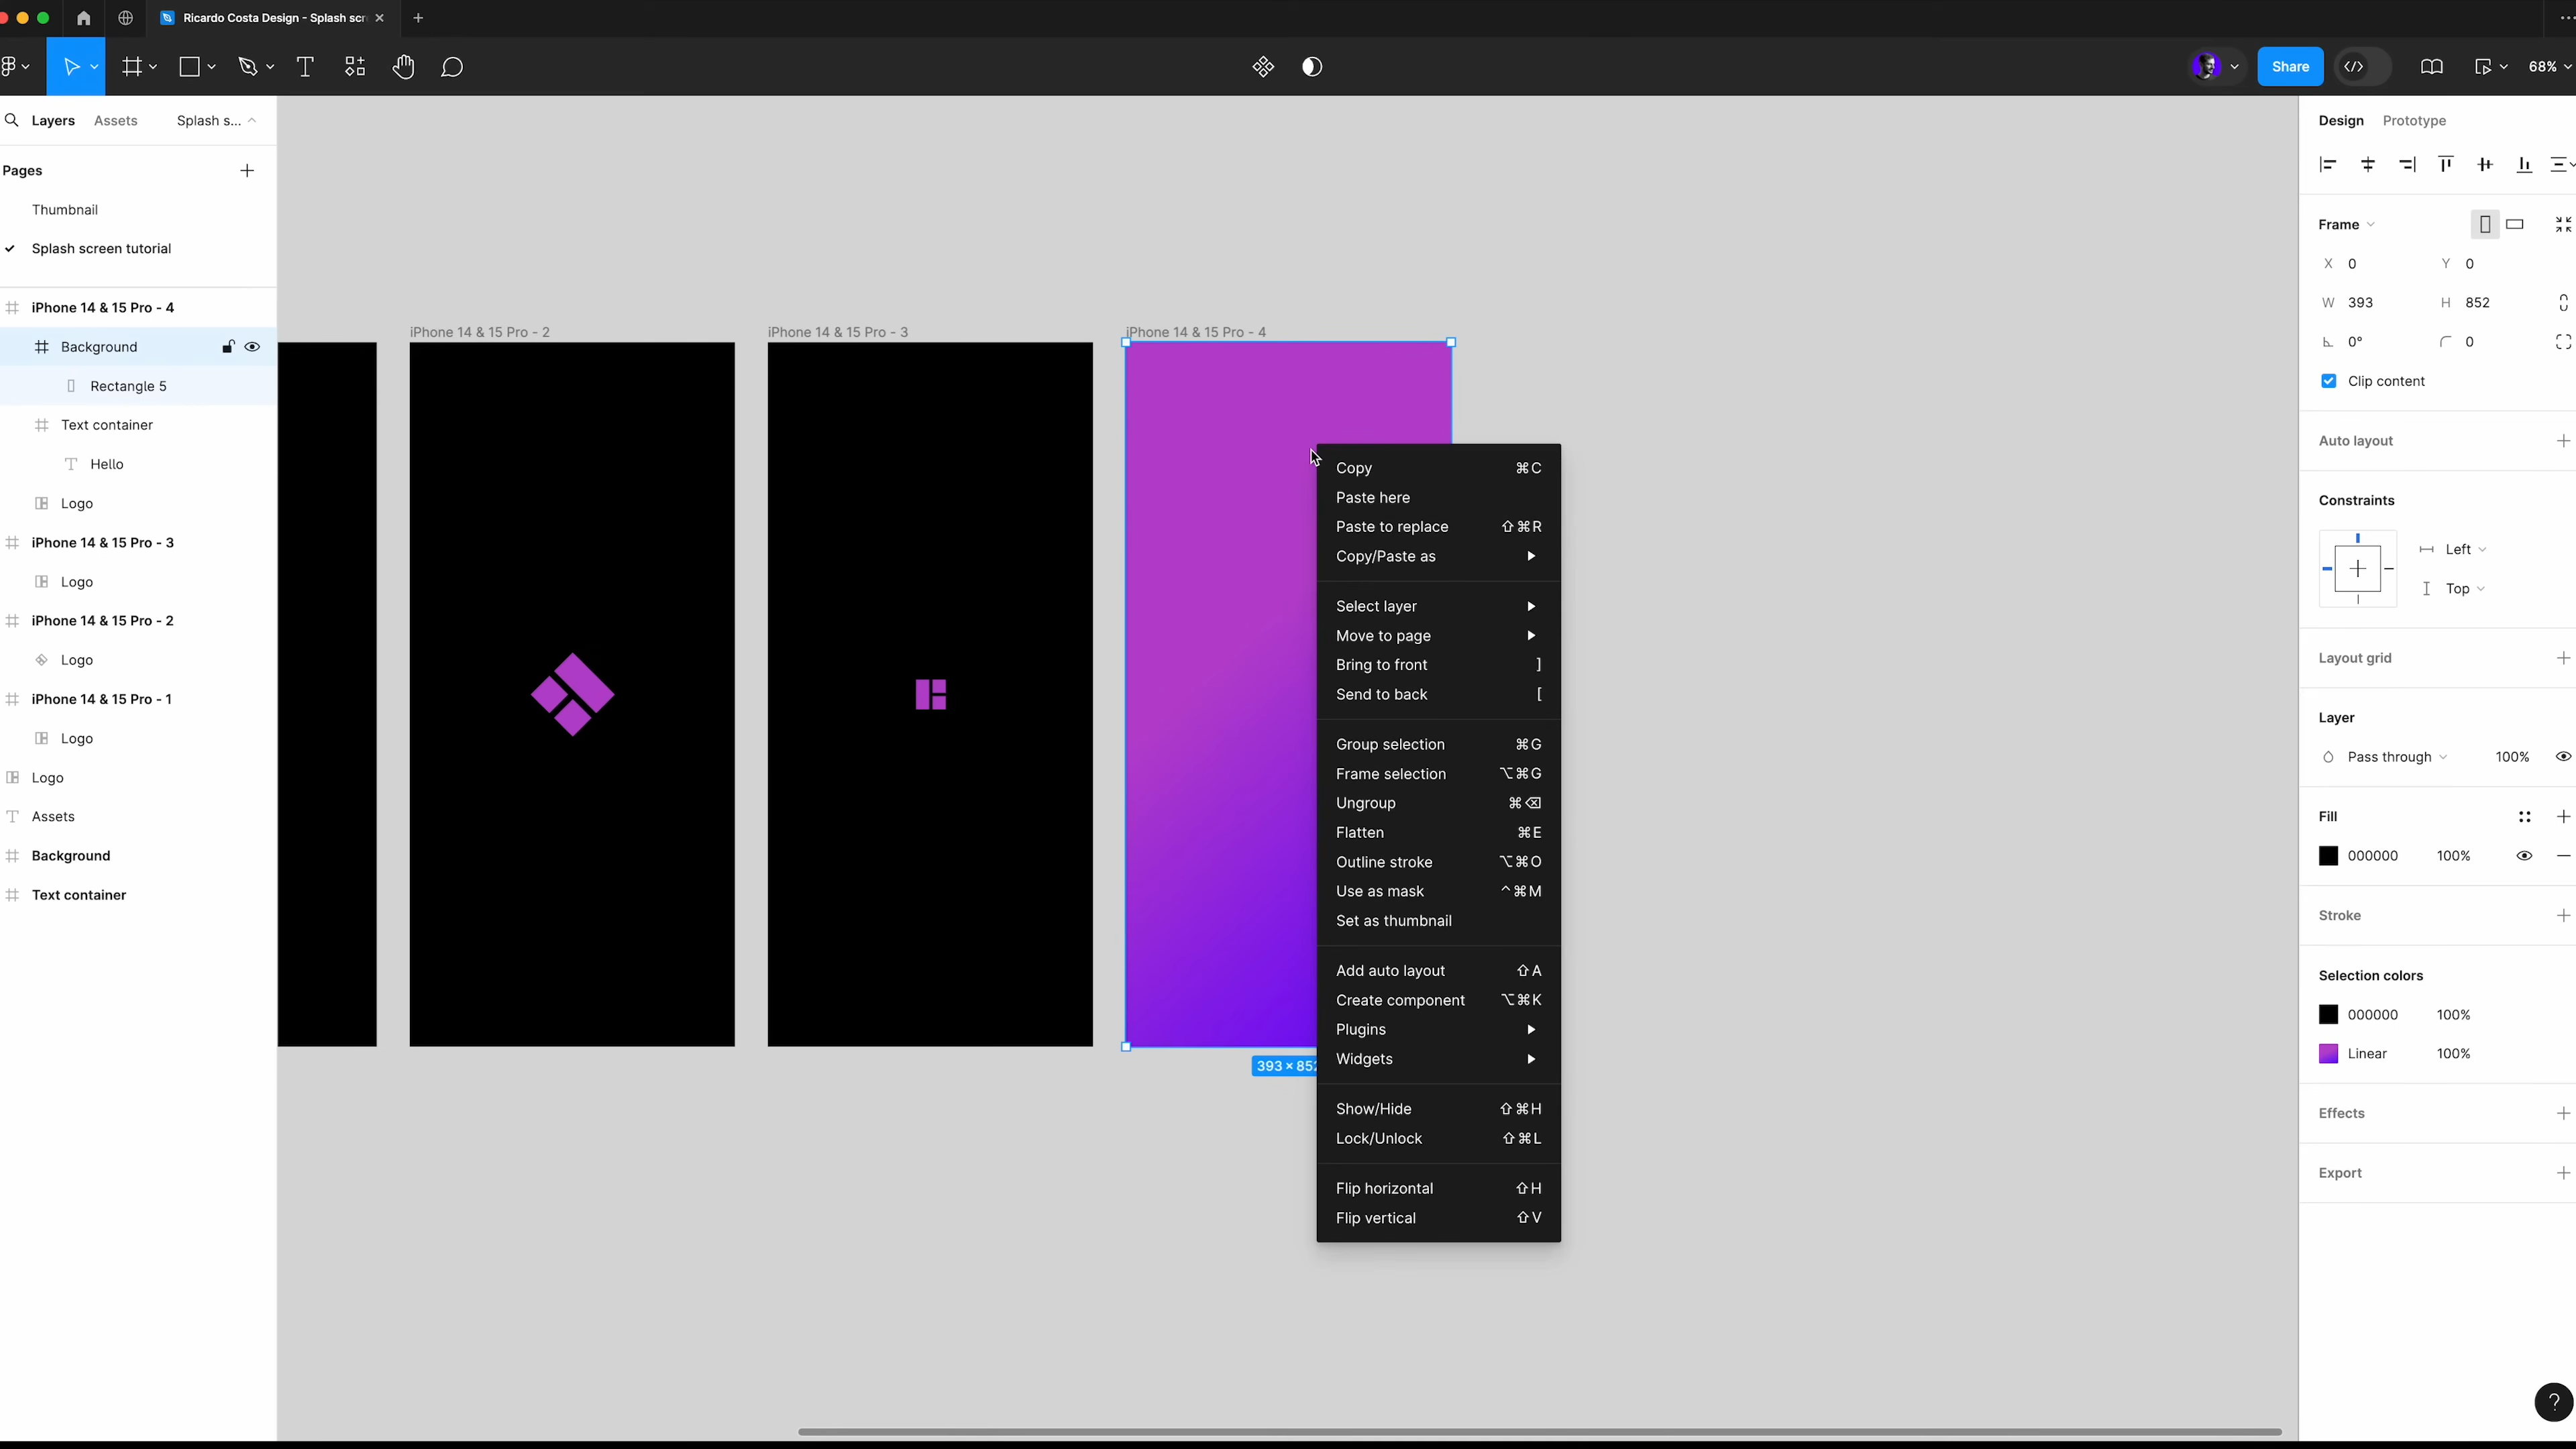 Ricardo Costa Design - Splash scr
Share
68%
Layers Assets Splash s...
Pages
Thumbnail
Splash screen tutorial
iPhone 14 & 15 Pro - 4
Background
Rectangle 5
Text container
Hello
Logo
iPhone 14 & 15 Pro - 3
Logo
iPhone 14 & 15 Pro - 2
Logo
iPhone 14 & 15 Pro - 1
Logo
Logo
Assets
Background
Text container
iPhone 14 & 15 Pro - 2
iPhone 14 & 15 Pro - 3
iPhone 14 & 15 Pro - 4
393 × 852
Copy ⌘C
Paste here
Paste to replace ⇧⌘R
Copy/Paste as
Select layer
Move to page
Bring to front ]
Send to back [
Group selection ⌘G
Frame selection ⌥⌘G
Ungroup ⌘⌫
Flatten ⌘E
Outline stroke ⌥⌘O
Use as mask ^⌘M
Set as thumbnail
Add auto layout ⇧A
Create component ⌥⌘K
Plugins
Widgets
Show/Hide ⇧⌘H
Lock/Unlock ⇧⌘L
Flip horizontal ⇧H
Flip vertical ⇧V
Design Prototype
Frame
X 0 Y 0
W 393 H 852
0° 0
Clip content
Auto layout
Constraints
Left
Top
Layout grid
Layer
Pass through 100%
Fill
000000 100%
Stroke
Selection colors
000000 100%
Linear 100%
Effects
Export
?